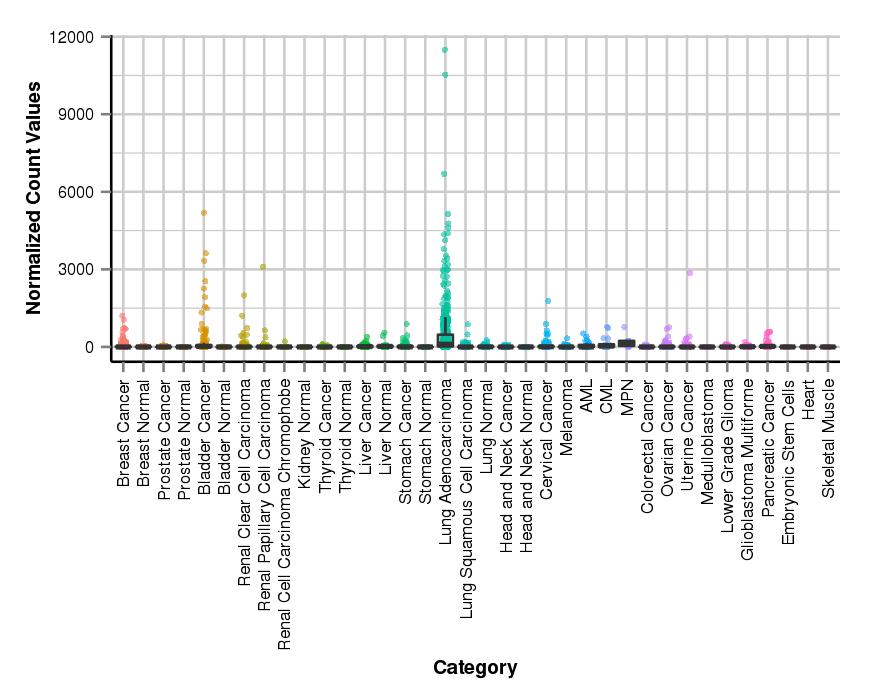 12000
9000
6000
3000
0
Normalized Count Values
Breast Cancer
Breast Normal
Prostate Cancer
Prostate Normal
Bladder Cancer
Bladder Normal
Renal Clear Cell Carcinoma
Renal Papillary Cell Carcinoma
Renal Cell Carcinoma Chromophobe
Kidney Normal
Thyroid Cancer
Thyroid Normal
Liver Cancer
Liver Normal
Stomach Cancer
Stomach Normal
Lung Adenocarcinoma
Lung Squamous Cell Carcinoma
Lung Normal
Head and Neck Cancer
Head and Neck Normal
Cervical Cancer
Melanoma
AML
CML
MPN
Colorectal Cancer
Ovarian Cancer
Uterine Cancer
Medulloblastoma
Lower Grade Glioma
Glioblastoma Multiforme
Pancreatic Cancer
Embryonic Stem Cells
Heart
Skeletal Muscle
Category